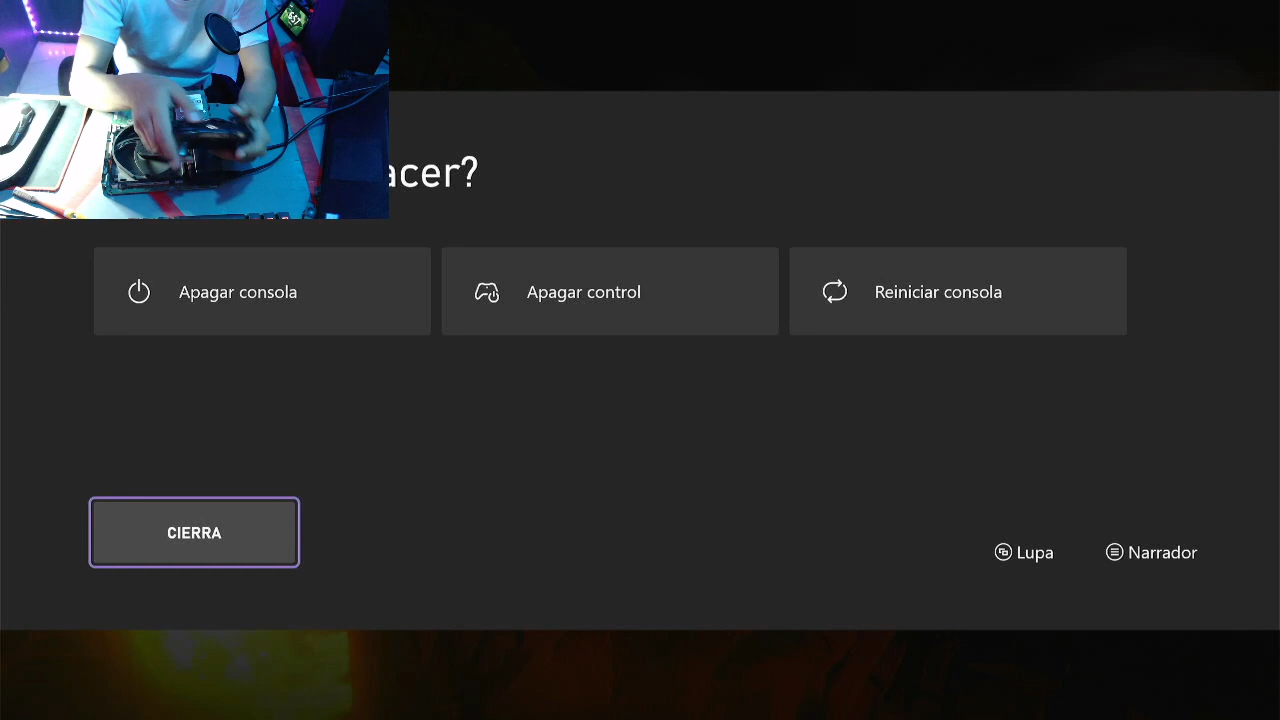 acer?
Apagar consola
Apagar control
Reiniciar consola
CIERRA
Lupa
Narrador